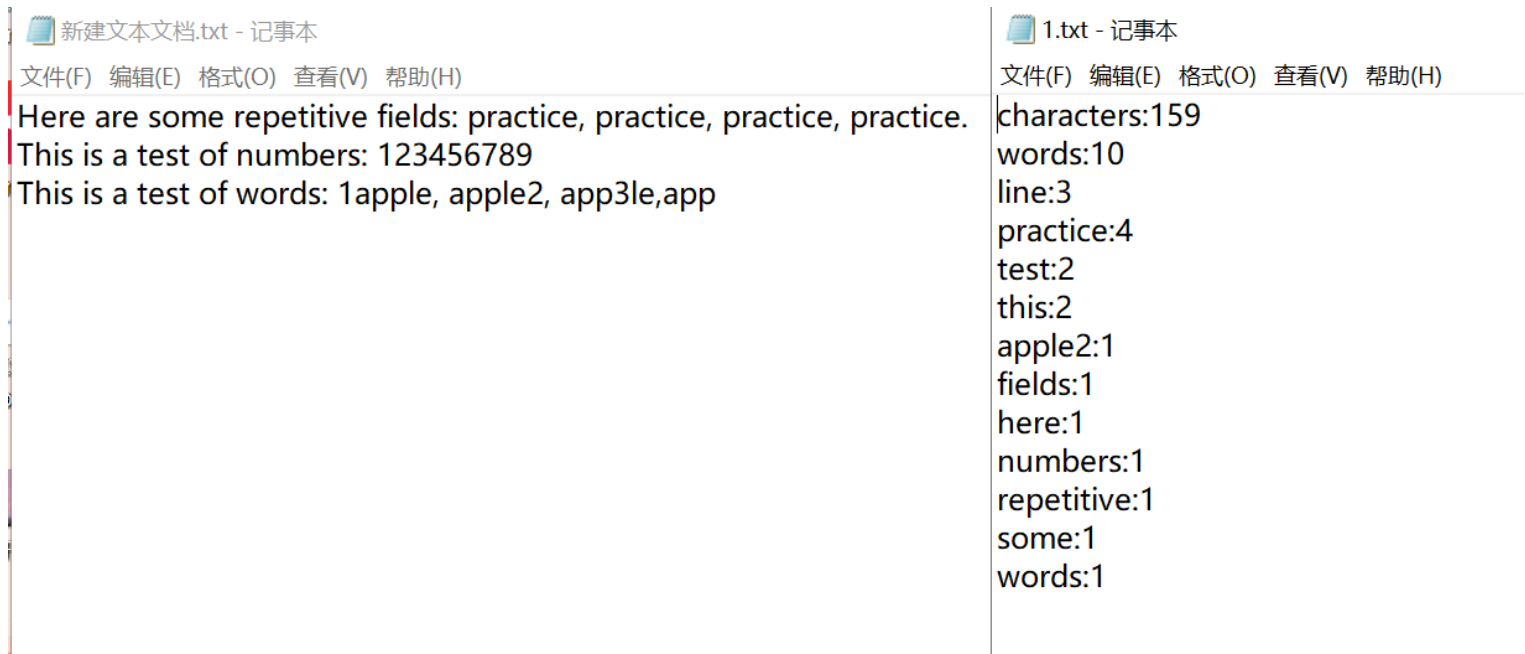 新建文本文档.txt - 记事本
文件(F) 编辑(E) 格式(O) 查看(V) 帮助(H)
Here are some repetitive fields: practice, practice, practice, practice.
This is a test of numbers: 123456789
This is a test of words: 1apple, apple2, app3le,app
1.txt - 记事本
文件(F) 编辑(E) 格式(O) 查看(V) 帮助(H)
characters:159
words:10
line:3
practice:4
test:2
this:2
apple2:1
fields:1
here:1
numbers:1
repetitive:1
some:1
words:1